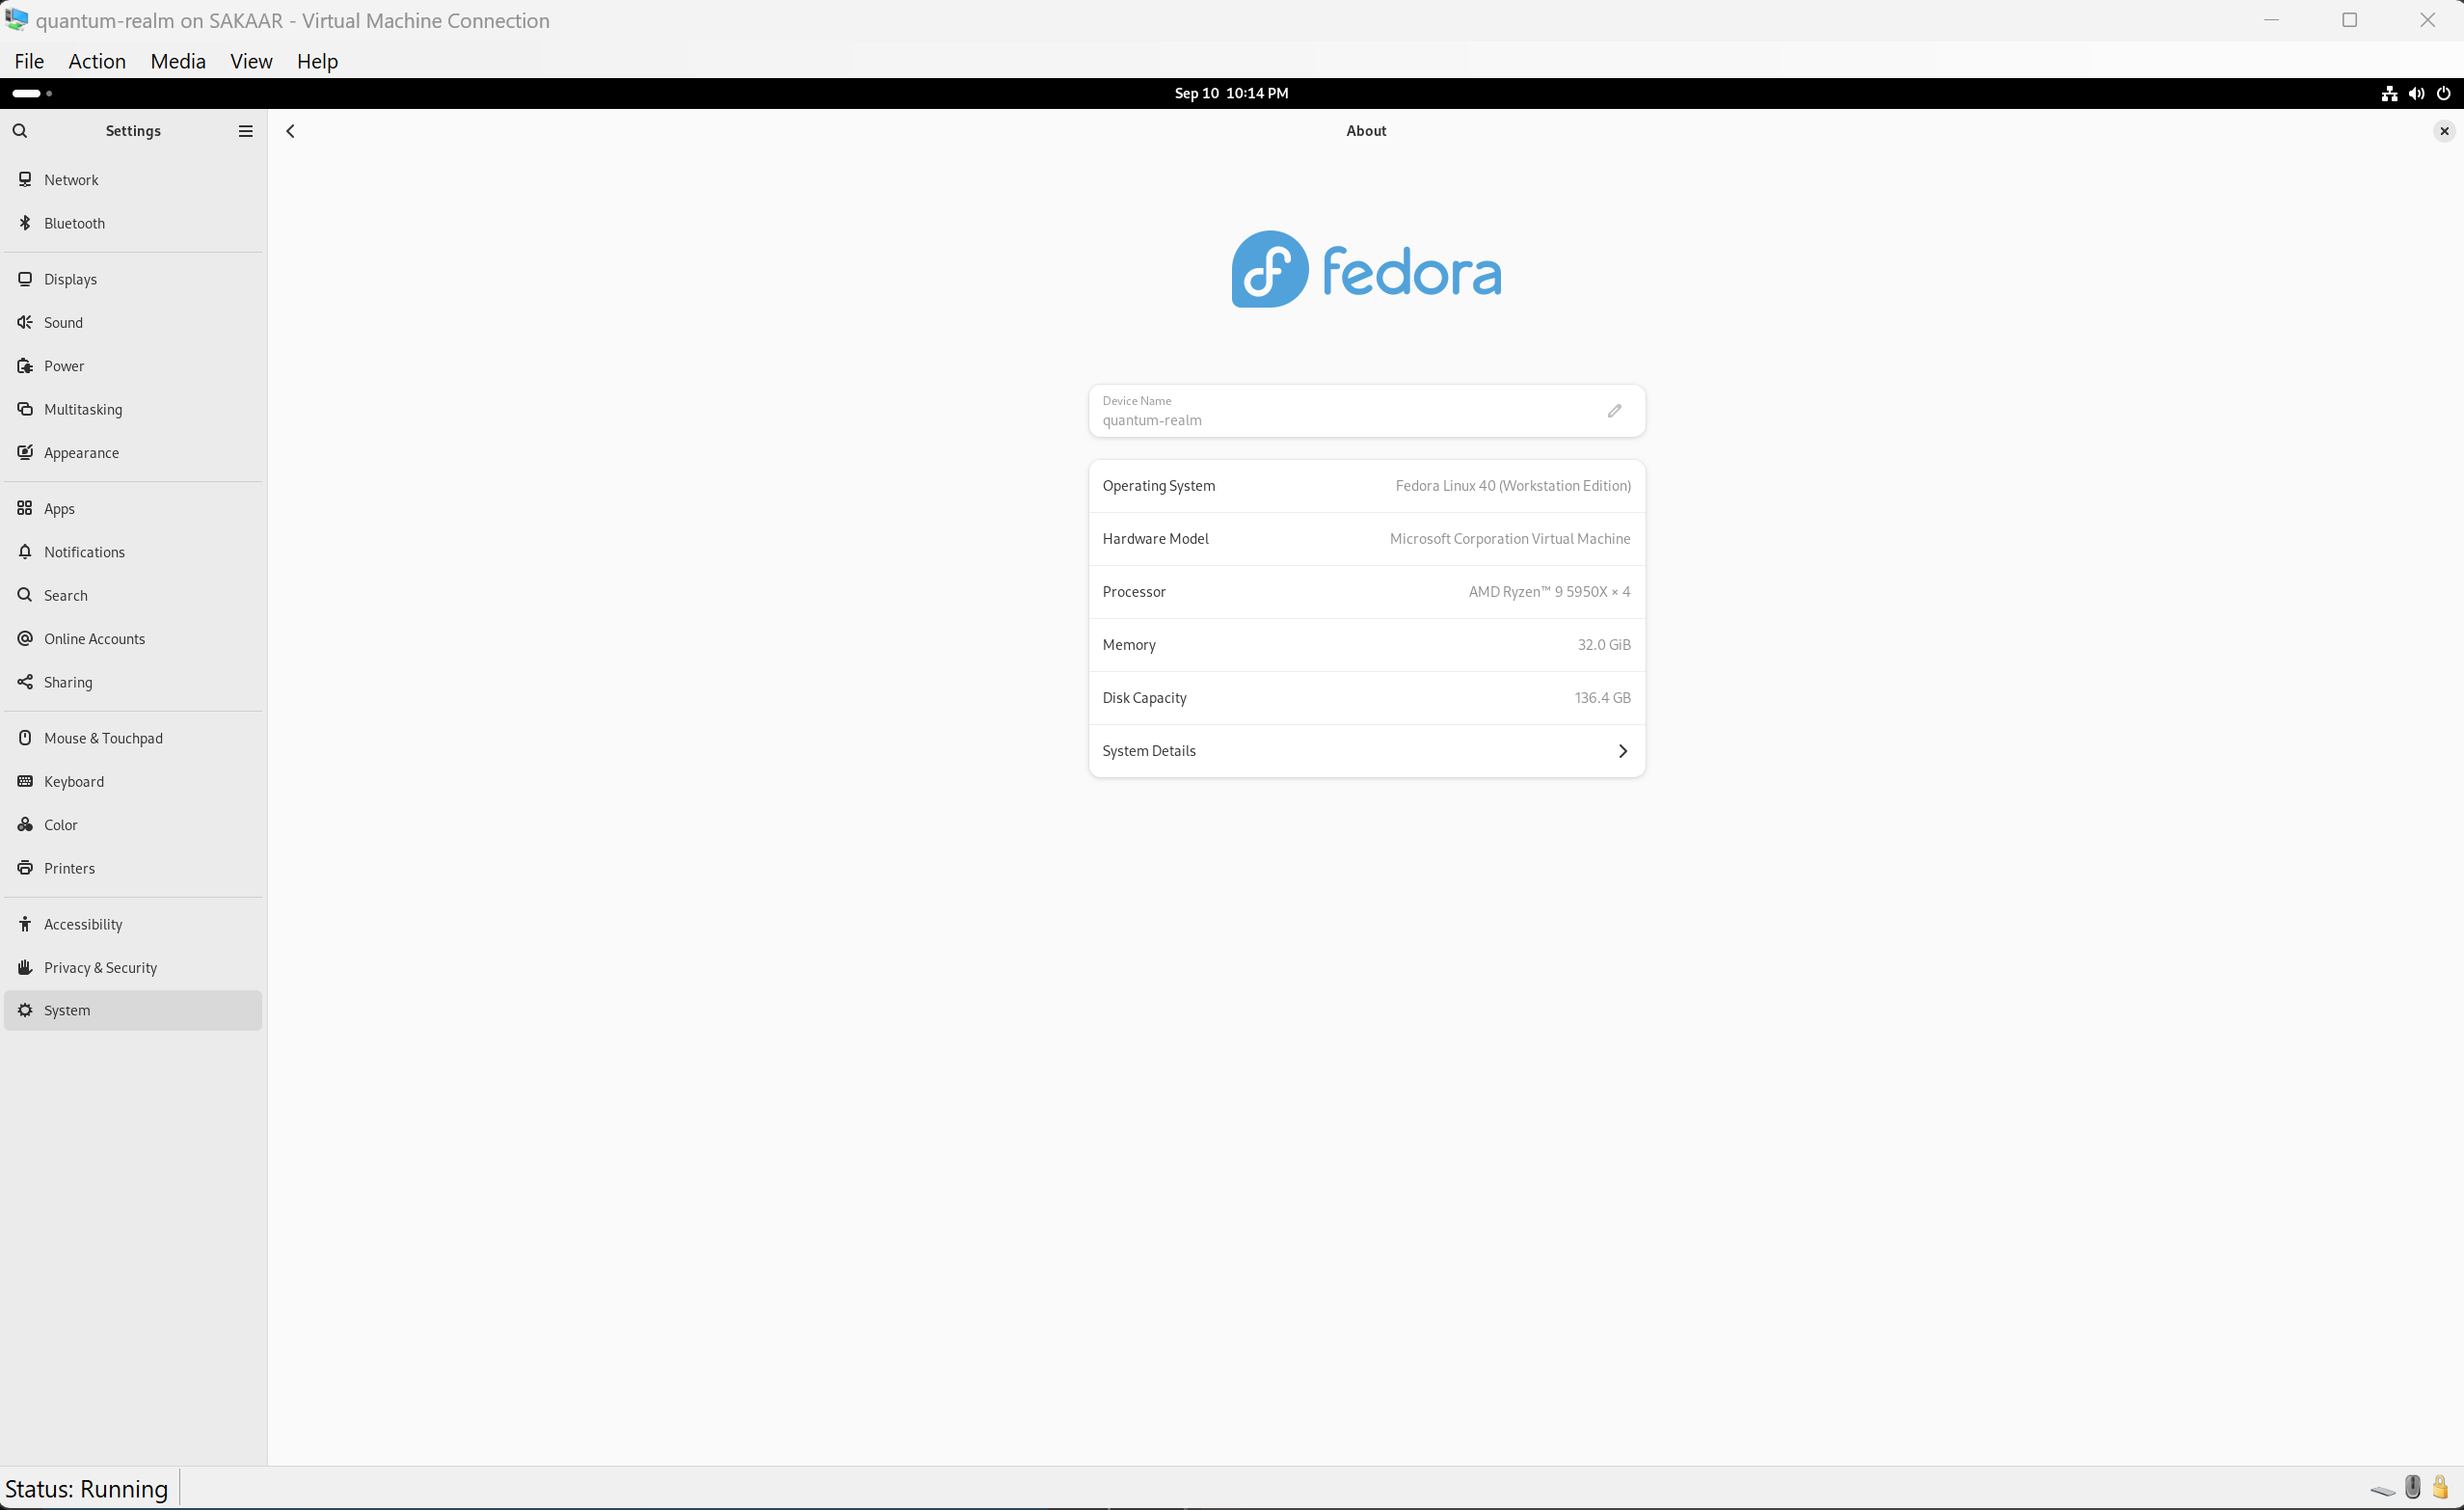 quantum-realm on SAKAAR - Virtual Machine Connection
File Action Media View Help
Sep 10 10:14 PM
Settings
About
Network
Bluetooth
Displays
Sound
Power
Multitasking
Appearance
Apps
Notifications
Search
Online Accounts
Sharing
Mouse & Touchpad
Keyboard
Color
Printers
Accessibility
Privacy & Security
System
fedora
Device Name
quantum-realm
Operating System Fedora Linux 40 (Workstation Edition)
Hardware Model Microsoft Corporation Virtual Machine
Processor AMD Ryzen™ 9 5950X × 4
Memory 32.0 GiB
Disk Capacity 136.4 GB
System Details
Status: Running